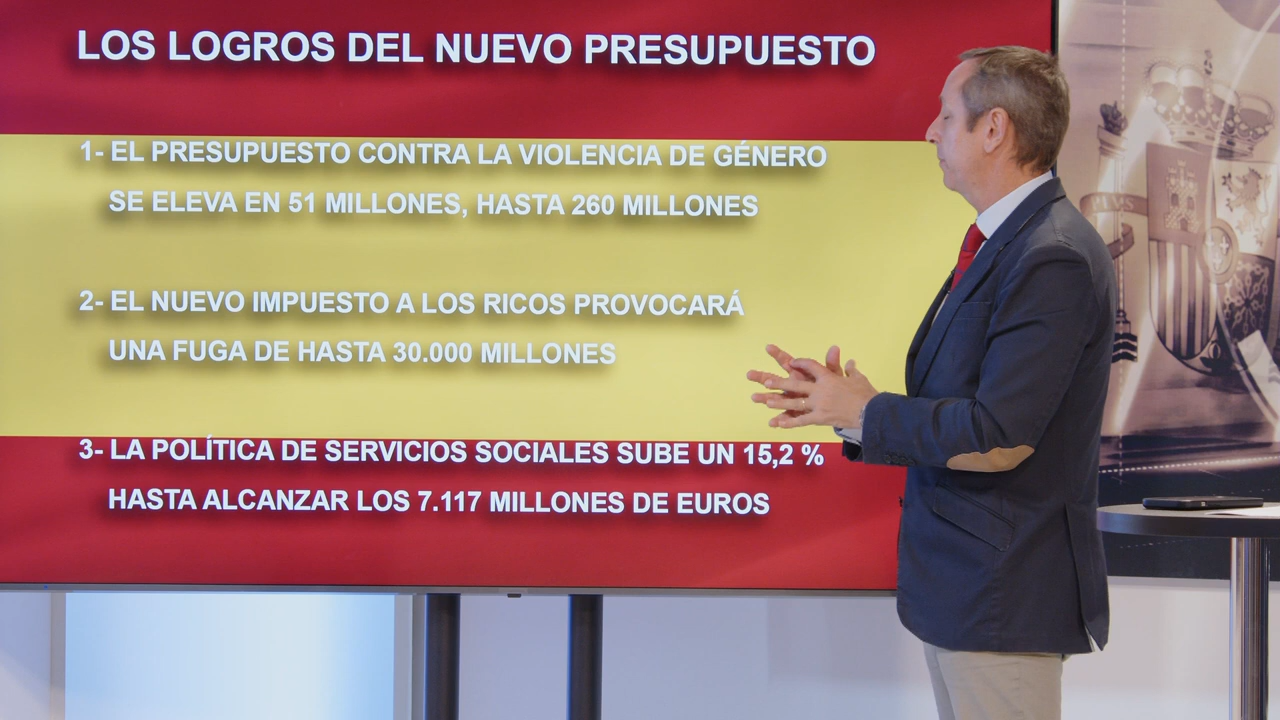 LOS LOGROS DEL NUEVO PRESUPUESTO
1- EL PRESUPUESTO CONTRA LA VIOLENCIA DE GÉNERO
SE ELEVA EN 51 MILLONES, HASTA 260 MILLONES
2- EL NUEVO IMPUESTO A LOS RICOS PROVOCARÁ
UNA FUGA DE HASTA 30.000 MILLONES
3- LA POLÍTICA DE SERVICIOS SOCIALES SUBE UN 15,2 %
HASTA ALCANZAR LOS 7.117 MILLONES DE EUROS